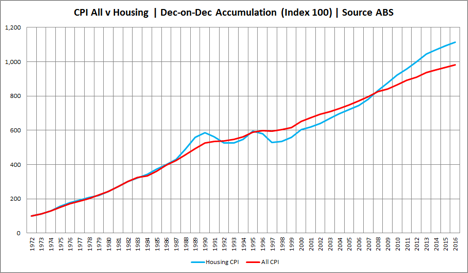 CPI All v Housing | Dec-on-Dec Accumulation (Index 100) | Source ABS
1,200
1,000
800
600
400
200
0
1972 1973 1974 1975 1976 1977 1978 1979 1980 1981 1982 1983 1984 1985 1986 1987 1988 1989 1990 1991 1992 1993 1994 1995 1996 1997 1998 1999 2000 2001 2002 2003 2004 2005 2006 2007 2008 2009 2010 2011 2012 2013 2014 2015 2016
Housing CPI All CPI